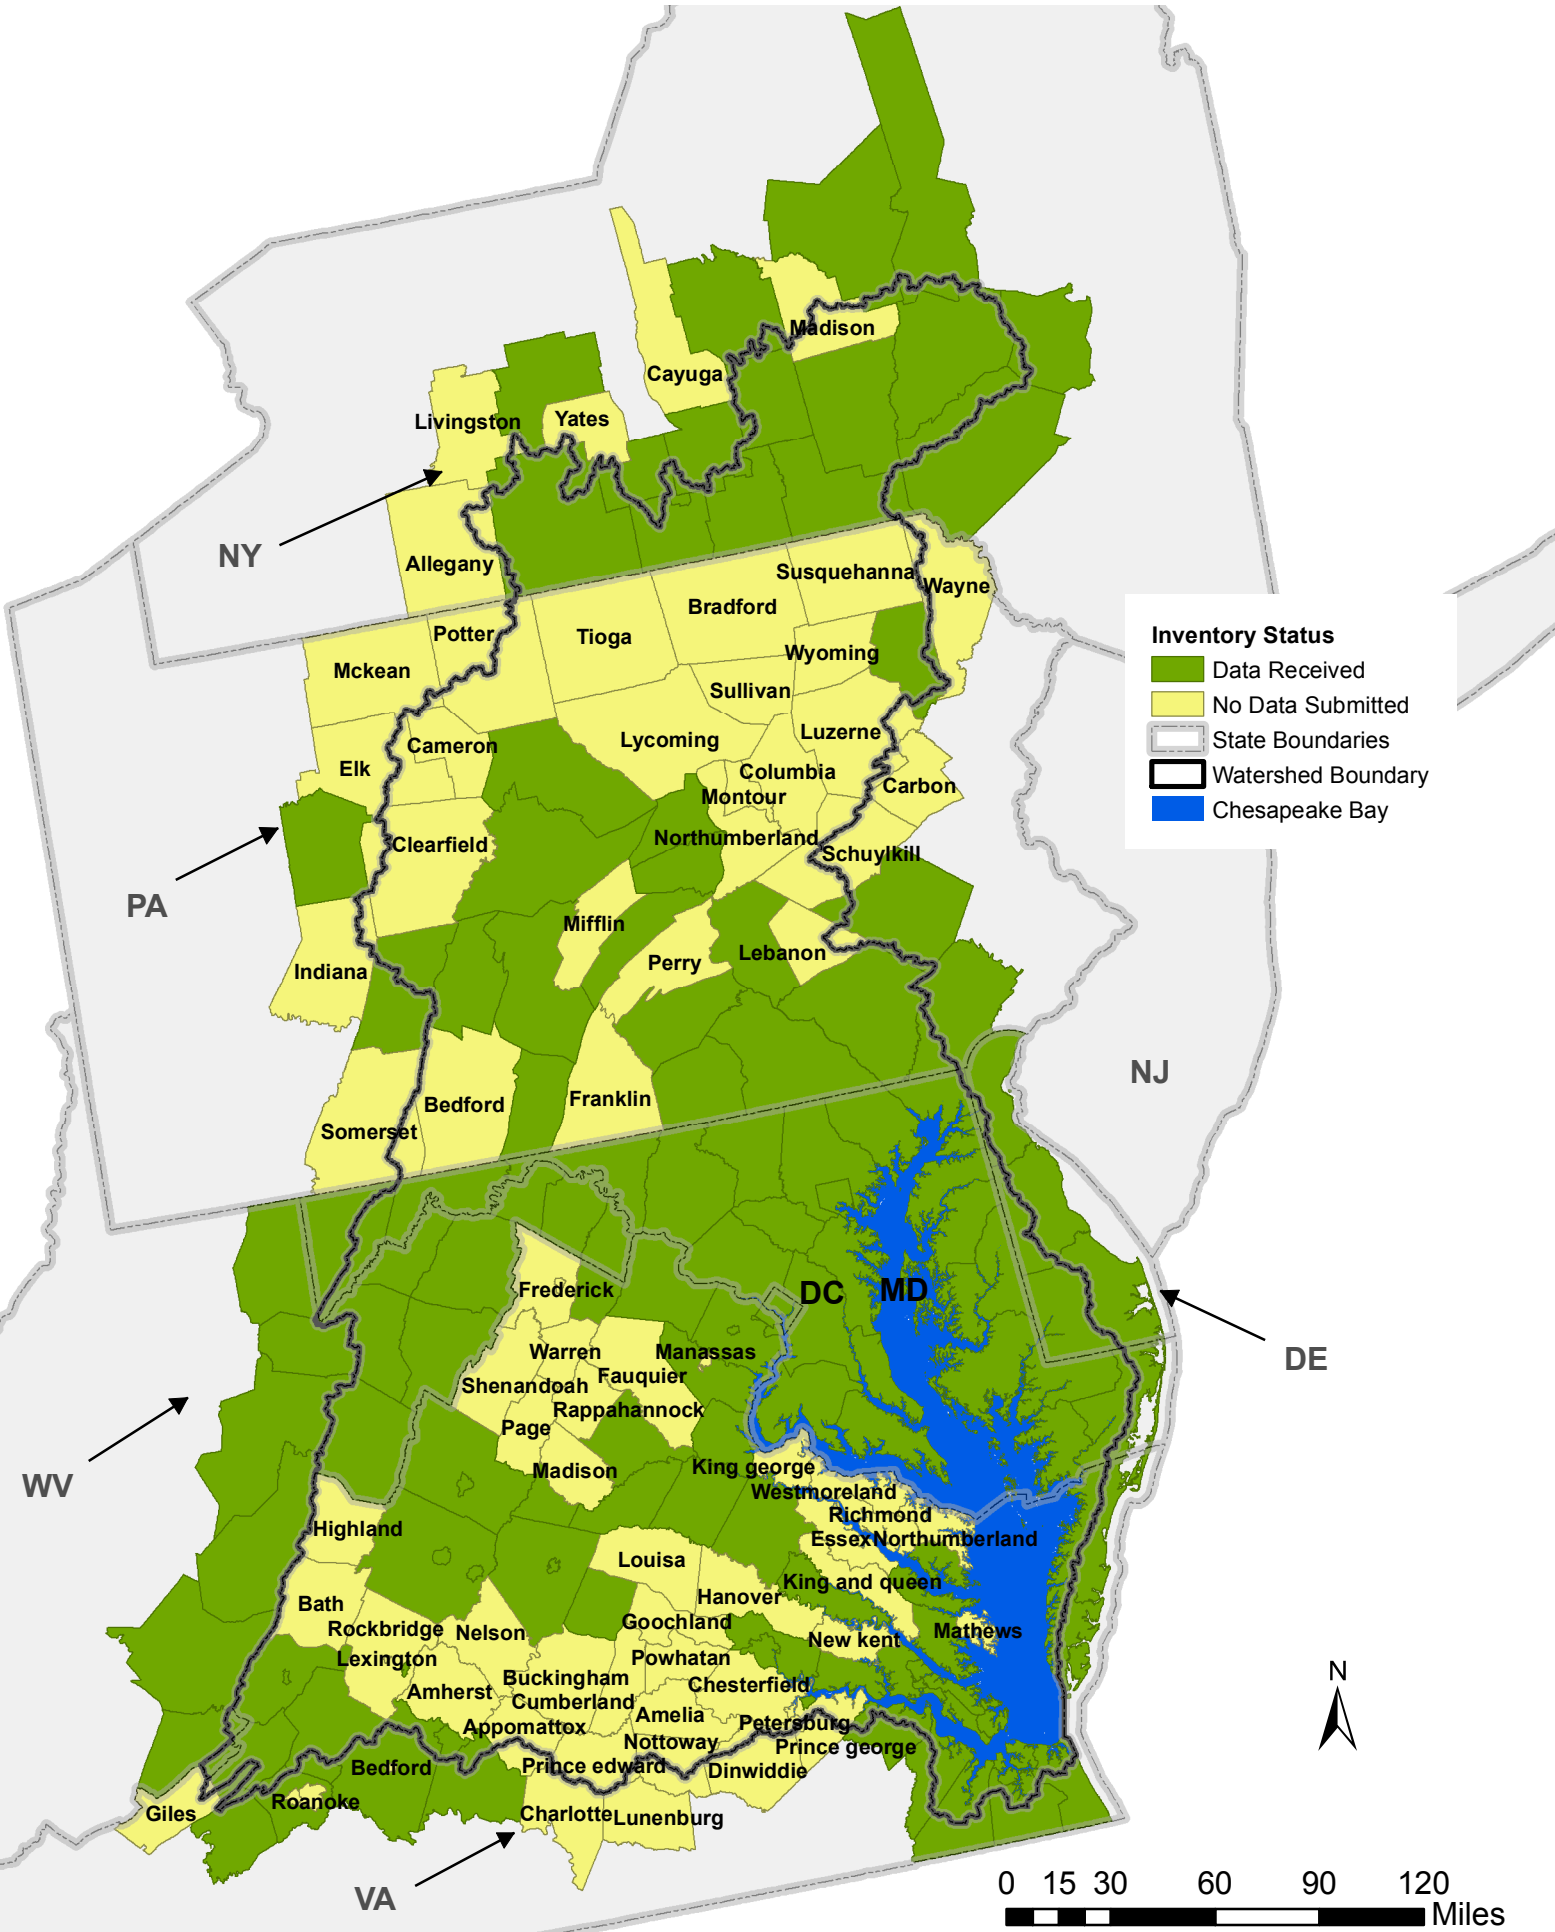 Madison
Cayuga
Livingston
Yates
NY
Allegany
Susquehanna
Wayne
Bradford
Potter
Tioga
Wyoming
Mckean
Sullivan
Inventory Status
Data Received
No Data Submitted
State Boundaries
Watershed Boundary
Chesapeake Bay
Luzerne
Lycoming
Cameron
Elk
Columbia
Carbon
Montour
Northumberland
Clearfield
Schuylkill
PA
Mifflin
Lebanon
Perry
Indiana
NJ
Franklin
Bedford
Somerset
Frederick
DC
MD
DE
Warren
Manassas
Fauquier
Shenandoah
Rappahannock
Page
Madison
King george
WV
Westmoreland
Richmond
Highland
Essex
Northumberland
Louisa
King and queen
Hanover
Bath
Goochland
Rockbridge
Nelson
Mathews
New kent
Lexington
Powhatan
Buckingham
Chesterfield
Amherst
Cumberland
Amelia
Petersburg
Appomattox
Nottoway
Prince george
Prince edward
Bedford
Dinwiddie
Roanoke
Giles
Charlotte
Lunenburg
VA
N
0 15 30 60 90 120
Miles